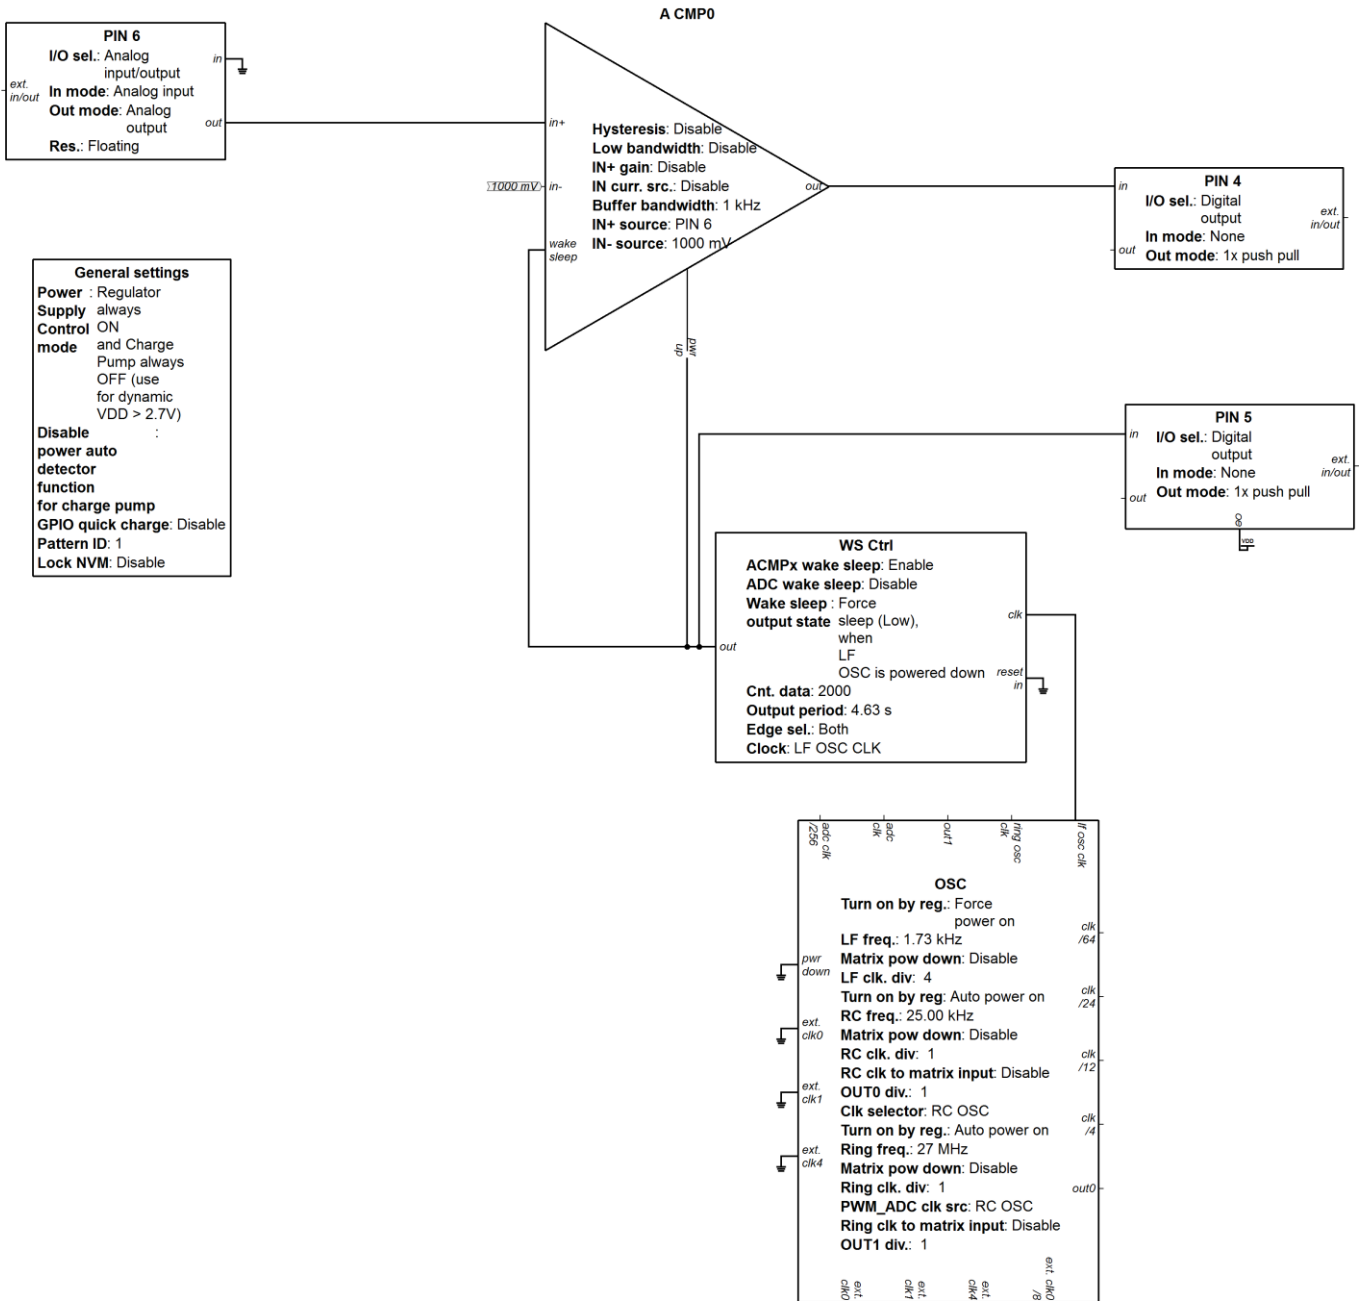 A CMP0
PIN 6
I/O sel.: Analog
input/output
In mode: Analog input
Out mode: Analog
output
Res.: Floating
ext.
in/out
in
out
in+
1000 mV
in-
wake
sleep
Hysteresis: Disable
Low bandwidth: Disable
IN+ gain: Disable
IN curr. src.: Disable
Buffer bandwidth: 1 kHz
IN+ source: PIN 6
IN- source: 1000 mV
out
pwr
dn
PIN 4
I/O sel.: Digital
output
In mode: None
Out mode: 1x push pull
in
out
ext.
in/out
General settings
Power : Regulator
Supply always
Control ON
mode and Charge
Pump always
OFF (use
for dynamic
VDD > 2.7V)
Disable :
power auto
detector
function
for charge pump
GPIO quick charge: Disable
Pattern ID: 1
Lock NVM: Disable
PIN 5
I/O sel.: Digital
output
In mode: None
Out mode: 1x push pull
in
out
ext.
in/out
OE
VDD
WS Ctrl
ACMPx wake sleep: Enable
ADC wake sleep: Disable
Wake sleep : Force
output state sleep (Low),
when
LF
OSC is powered down
Cnt. data: 2000
Output period: 4.63 s
Edge sel.: Both
Clock: LF OSC CLK
out
clk
reset
in
adc clk
/256
adc
clk
out1
ring osc
clk
lf osc clk
OSC
Turn on by reg.: Force
power on
LF freq.: 1.73 kHz
Matrix pow down: Disable
LF clk. div: 4
Turn on by reg: Auto power on
RC freq.: 25.00 kHz
Matrix pow down: Disable
RC clk. div: 1
RC clk to matrix input: Disable
OUT0 div.: 1
Clk selector: RC OSC
Turn on by reg.: Auto power on
Ring freq.: 27 MHz
Matrix pow down: Disable
Ring clk. div: 1
PWM_ADC clk src: RC OSC
Ring clk to matrix input: Disable
OUT1 div.: 1
pwr
down
ext.
clk0
ext.
clk1
ext.
clk4
clk
/64
clk
/24
clk
/12
clk
/4
out0
ext.
clk0
ext.
clk1
ext.
clk4
ext. clk0
/8